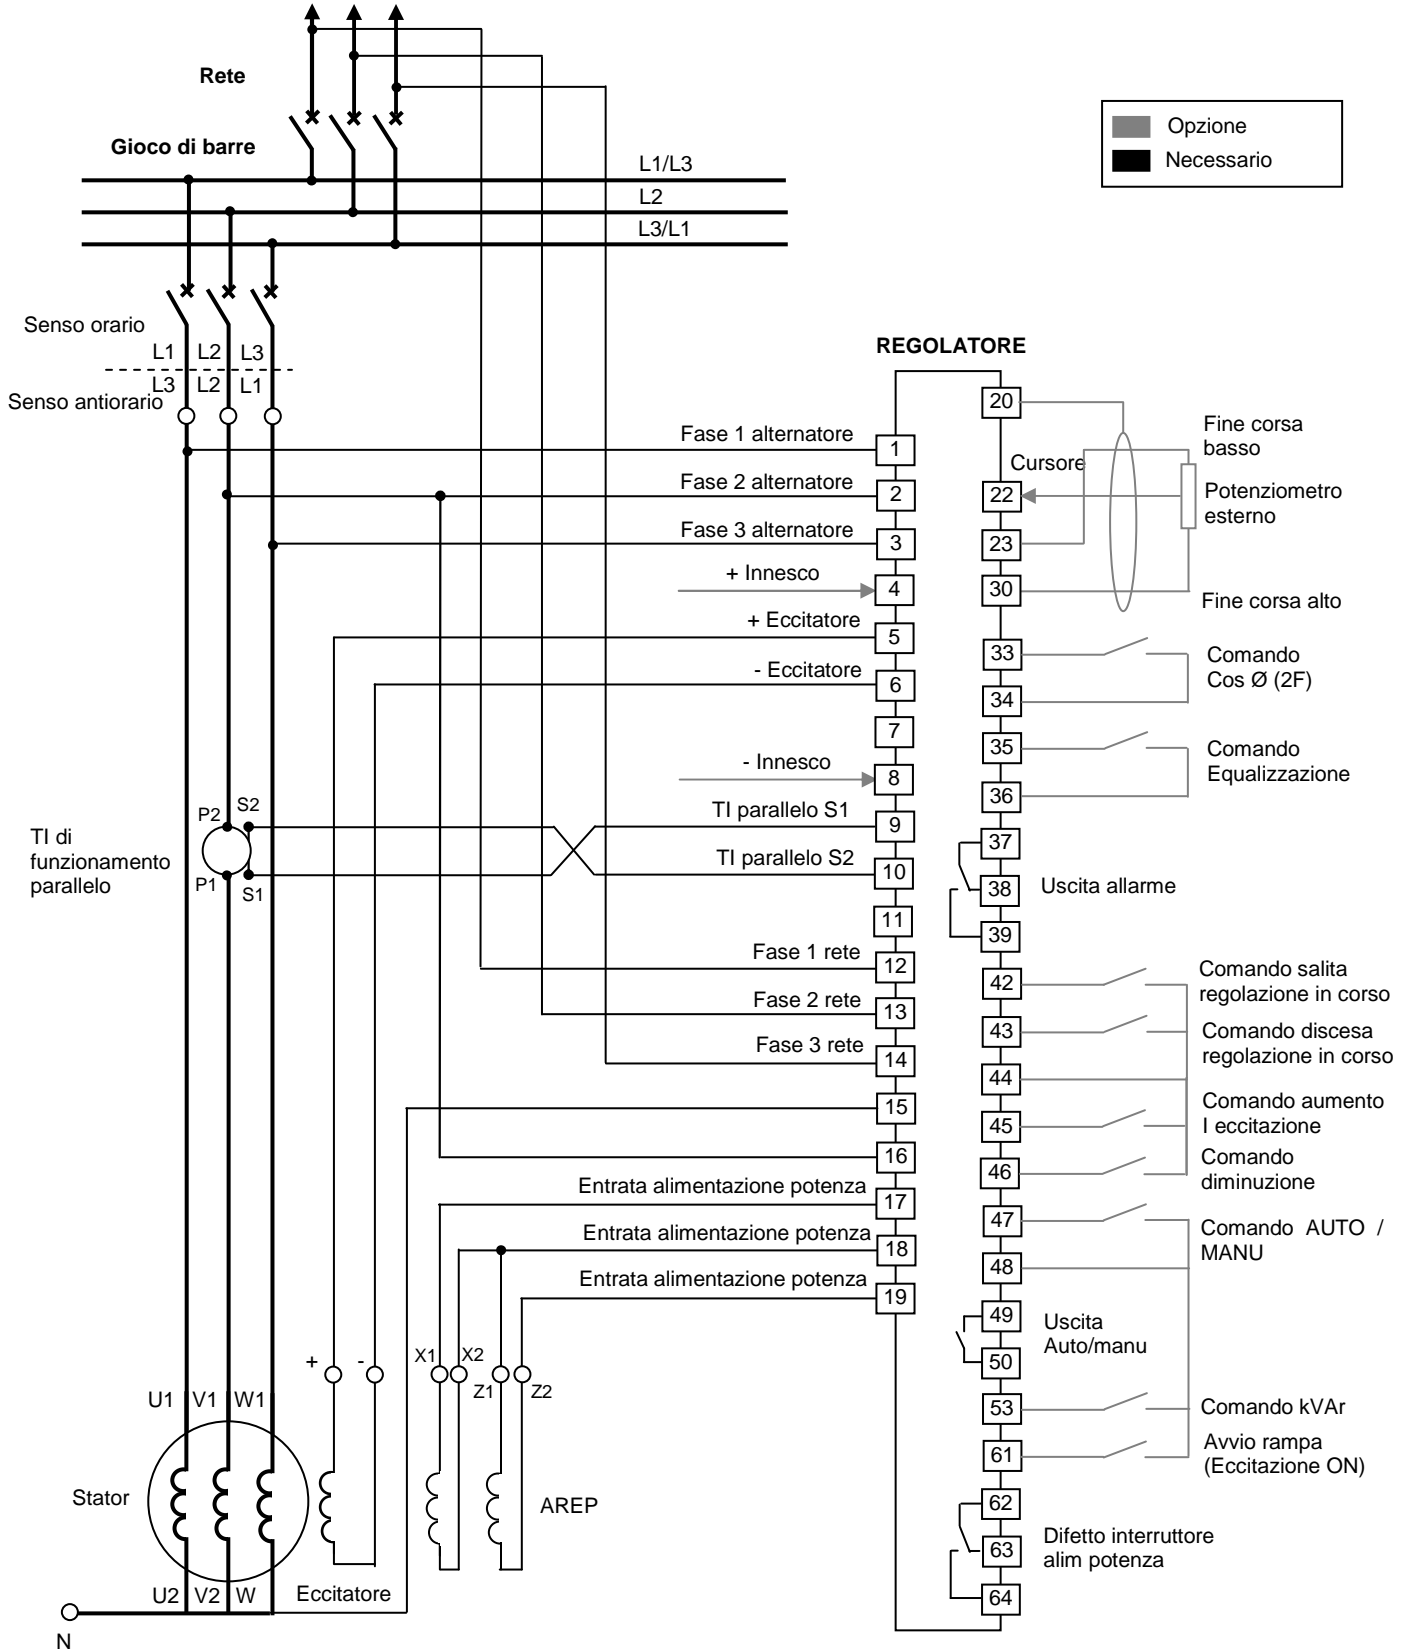 Rete
Gioco di barre
L1/L3
L2
L3/L1
Opzione
Necessario
Senso orario
L1 L2 L3
L3 L2 L1
Senso antiorario
REGOLATORE
20
Fase 1 alternatore 1
Fine corsa
basso
Cursore
Fase 2 alternatore 2
22
Potenziometro
esterno
Fase 3 alternatore 3
23
+ Innesco 4
30
Fine corsa alto
+ Eccitatore 5
33
Comando
Cos Ø (2F)
- Eccitatore 6
34
7
35
Comando
Equalizzazione
- Innesco 8
36
P2 S2
TI parallelo S1 9
37
TI di
funzionamento
parallelo
P1 S1
TI parallelo S2 10
38
Uscita allarme
11
39
Fase 1 rete 12
42
Comando salita
regolazione in corso
Fase 2 rete 13
43
Comando discesa
regolazione in corso
Fase 3 rete 14
44
15
45
Comando aumento
I eccitazione
16
46
Comando
diminuzione
Entrata alimentazione potenza 17
47
Comando AUTO /
MANU
Entrata alimentazione potenza 18
48
Entrata alimentazione potenza 19
49
Uscita
Auto/manu
50
+ - X1 X2
Z1 Z2
U1 V1 W1
53
Comando kVAr
61
Avvio rampa
(Eccitazione ON)
Stator
AREP
62
63
Difetto interruttore
alim potenza
64
U2 V2 W
Eccitatore
N